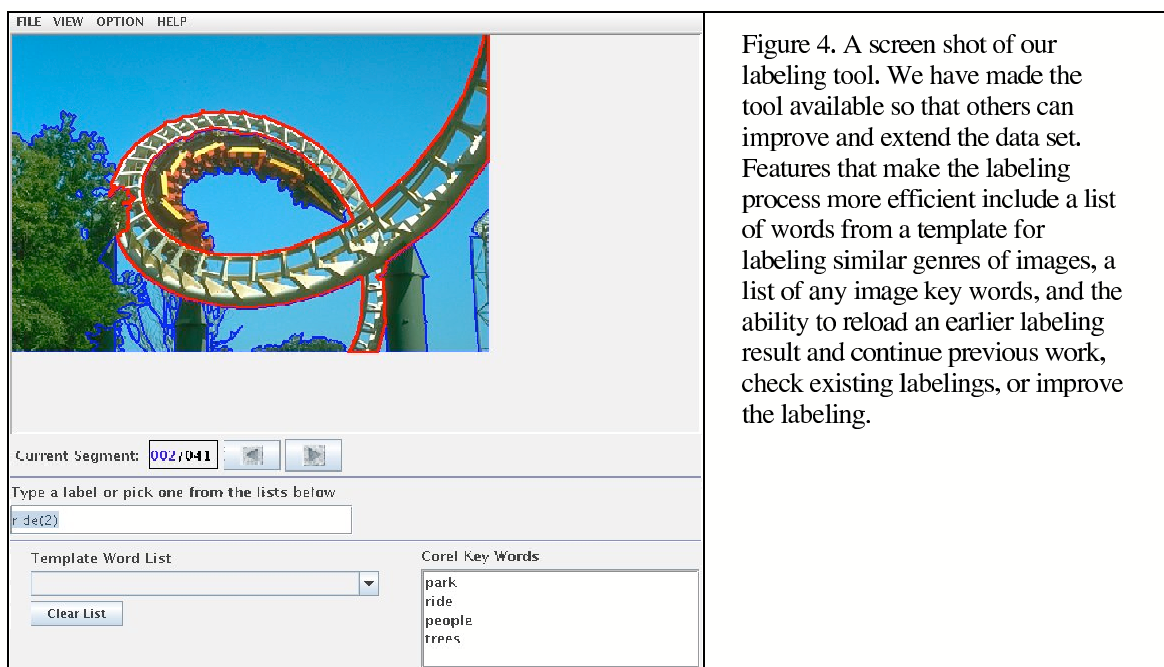 FILE VIEW OPTION HELP
Current Segment: 002/041
Type a label or pick one from the lists below
r de(2)
Template Word List
Clear List
Corel Key Words
park
ride
people
trees
Figure 4. A screen shot of our
labeling tool. We have made the
tool available so that others can
improve and extend the data set.
Features that make the labeling
process more efficient include a list
of words from a template for
labeling similar genres of images, a
list of any image key words, and the
ability to reload an earlier labeling
result and continue previous work,
check existing labelings, or improve
the labeling.